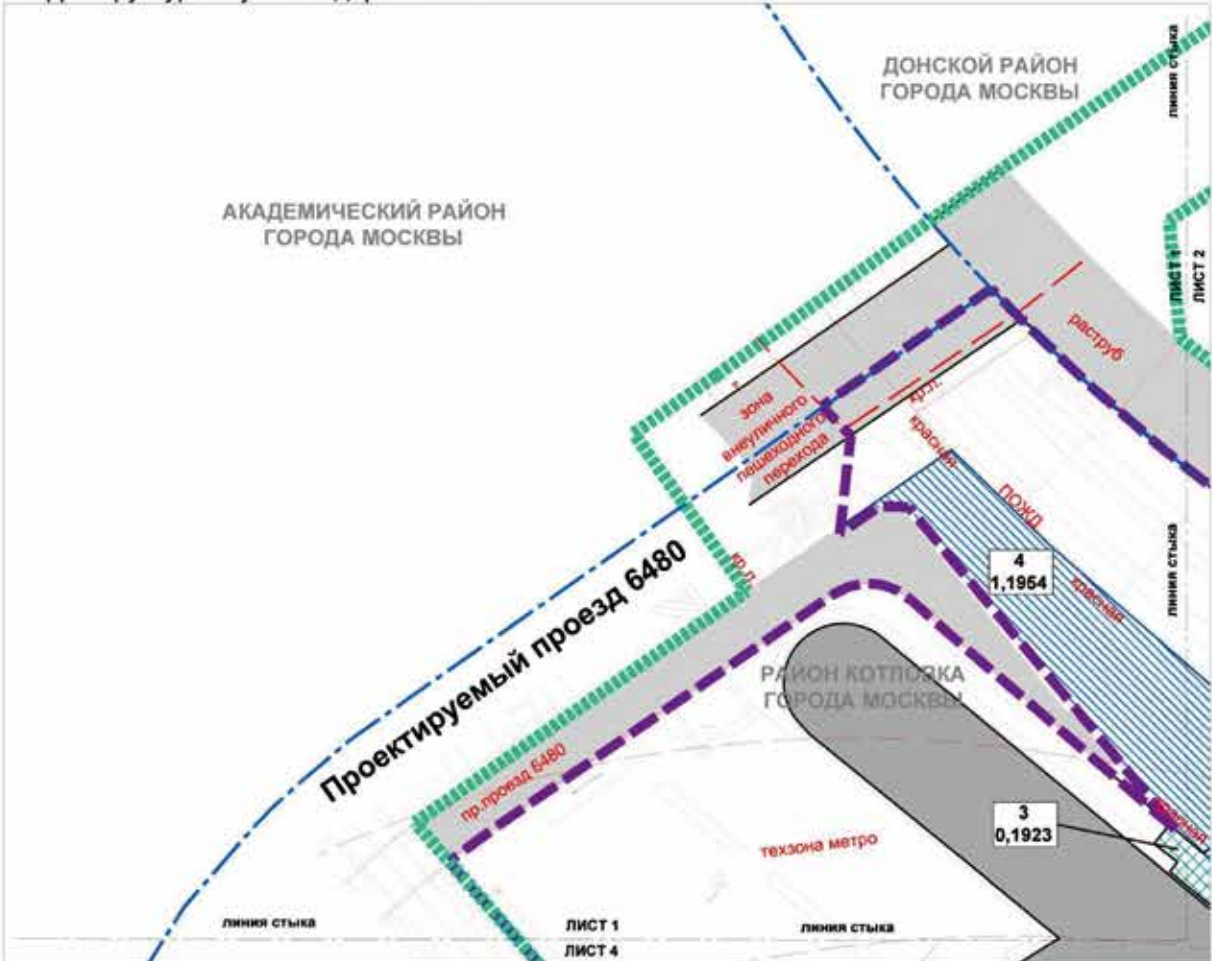 ДОНСКОЙ РАЙОН
ГОРОДА МОСКВЫ
линия стыка
АКАДЕМИЧЕСКИЙ РАЙОН
ГОРОДА МОСКВЫ
ЛИСТ 1
ЛИСТ 2
раструб
зона
внеуличного
пешеходного
перехода
кр.л.
красная
ПОЖД
4
1,1954
красная
линия стыка
кр.л.
Проектируемый проезд 6480
РАЙОН КОТЛОВКА
ГОРОДА МОСКВЫ
пр.проезд 6480
3
0,1923
красная
техзона метро
линия стыка
ЛИСТ 1
линия стыка
ЛИСТ 4